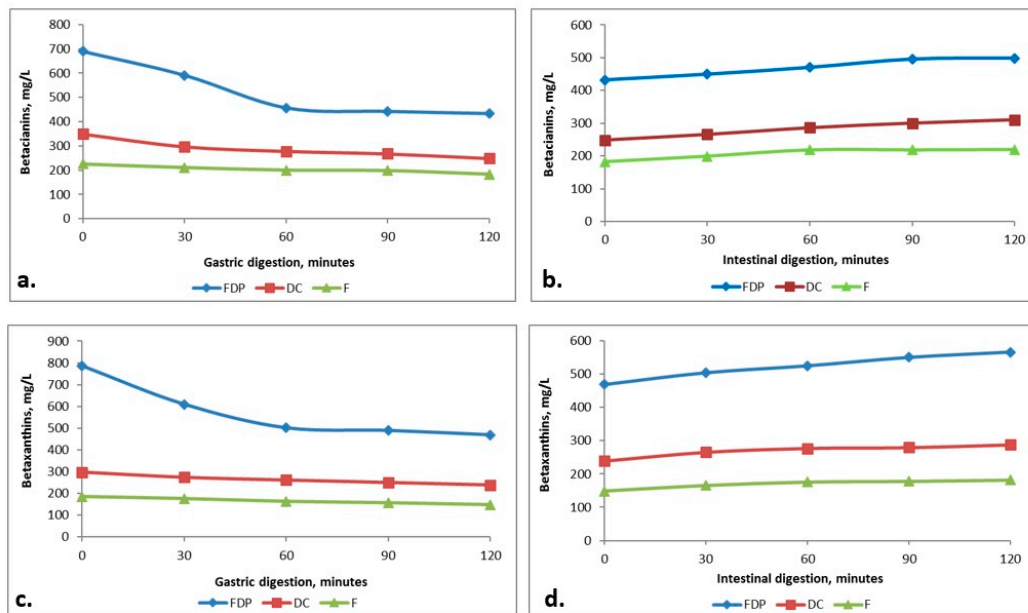 800
700
600
500
400
300
200
100
0
Betacianins, mg/L
0 30 60 90 120
Gastric digestion, minutes
a.
FDP DC F
600
500
400
300
200
100
0
Betacianins, mg/L
0 30 60 90 120
Intestinal digestion, minutes
b.
FDP DC F
900
800
700
600
500
400
300
200
100
0
Betaxanthins, mg/L
0 30 60 90 120
Gastric digestion, minutes
c.
FDP DC F
600
500
400
300
200
100
0
Betaxanthins, mg/L
0 30 60 90 120
Intestinal digestion, minutes
d.
FDP DC F